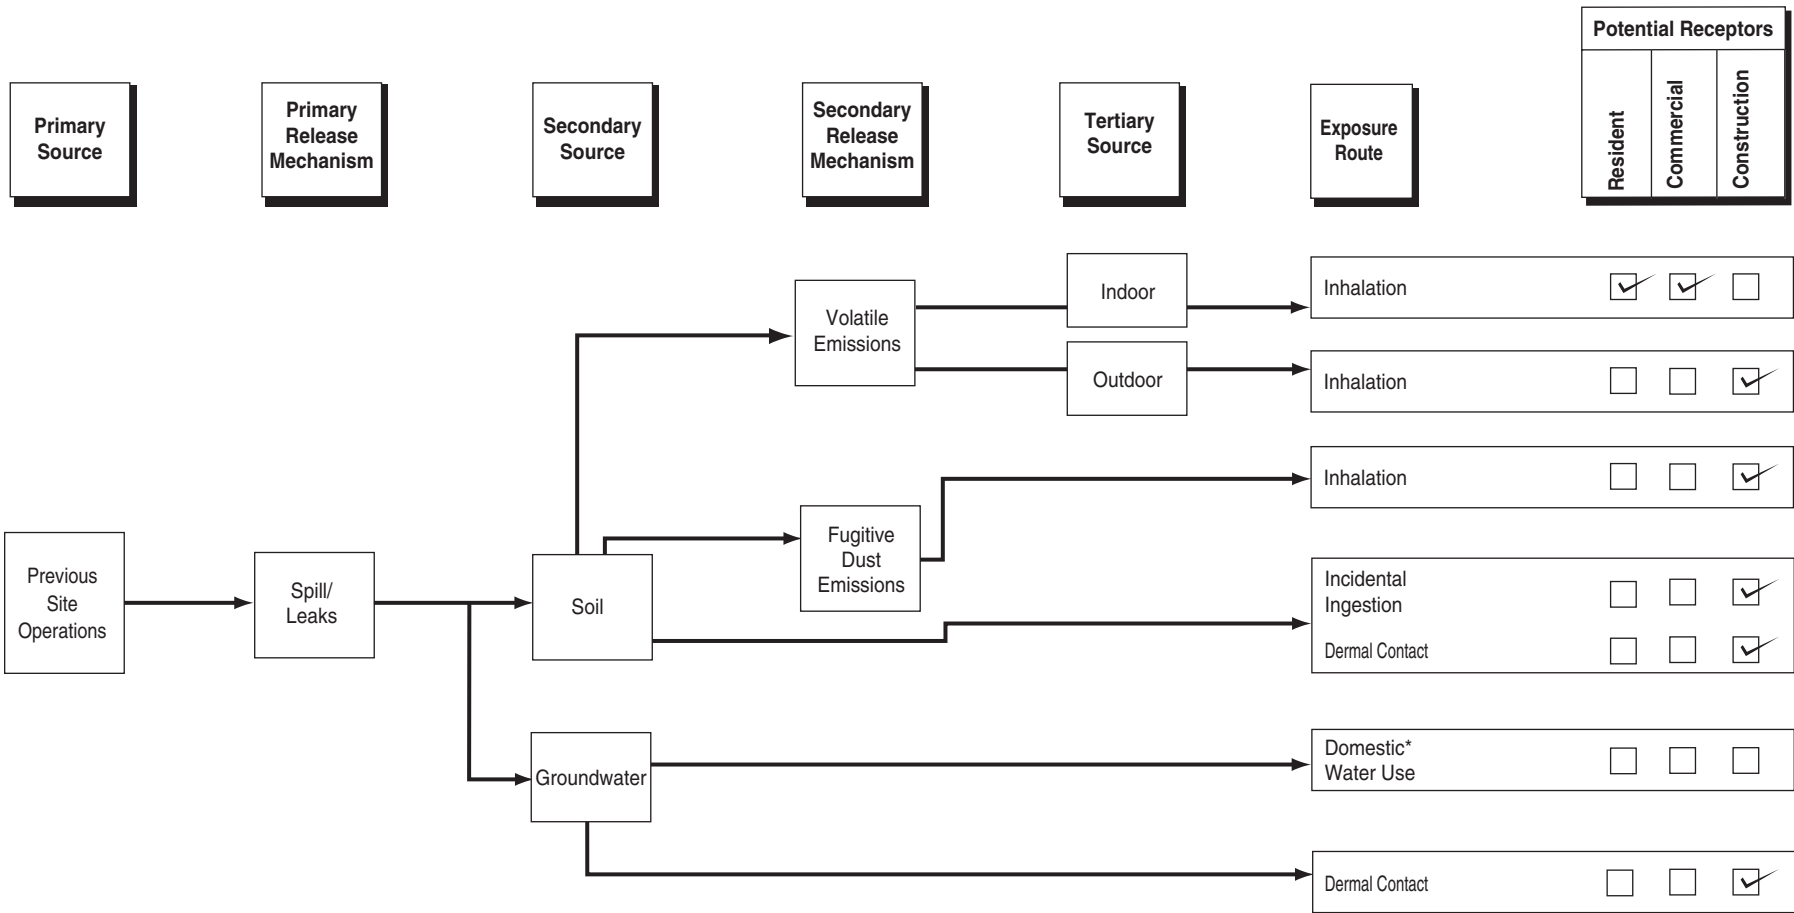 Potential Receptors
Resident
Commercial
Construction
Primary
Source
Primary
Release
Mechanism
Secondary
Source
Secondary
Release
Mechanism
Tertiary
Source
Exposure
Route
Previous
Site
Operations
Spill/
Leaks
Soil
Groundwater
Volatile
Emissions
Fugitive
Dust
Emissions
Indoor
Outdoor
Inhalation
Inhalation
Inhalation
Incidental
Ingestion
Dermal Contact
Domestic*
Water Use
Dermal Contact